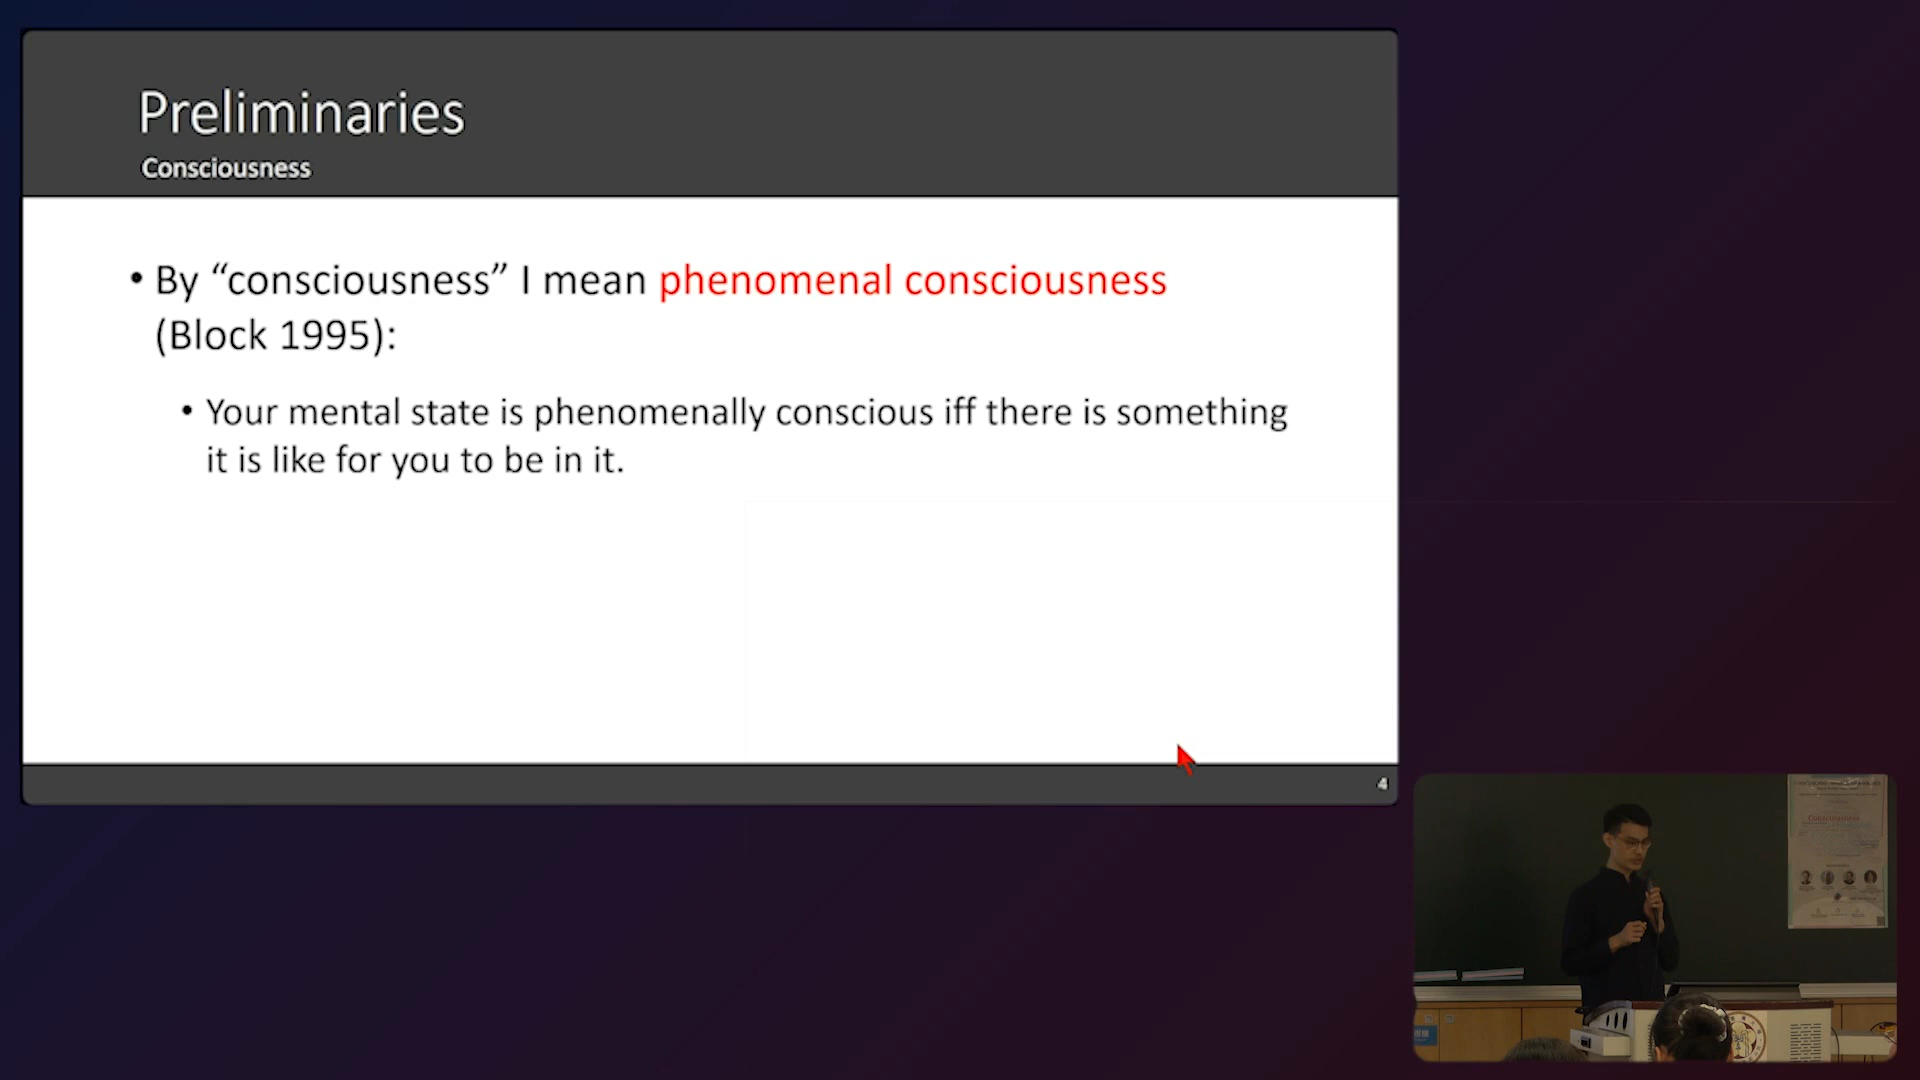 Preliminaries
Consciousness
• By “consciousness” I mean phenomenal consciousness
(Block 1995):
• Your mental state is phenomenally conscious iff there is something
it is like for you to be in it.
4
Consciousness